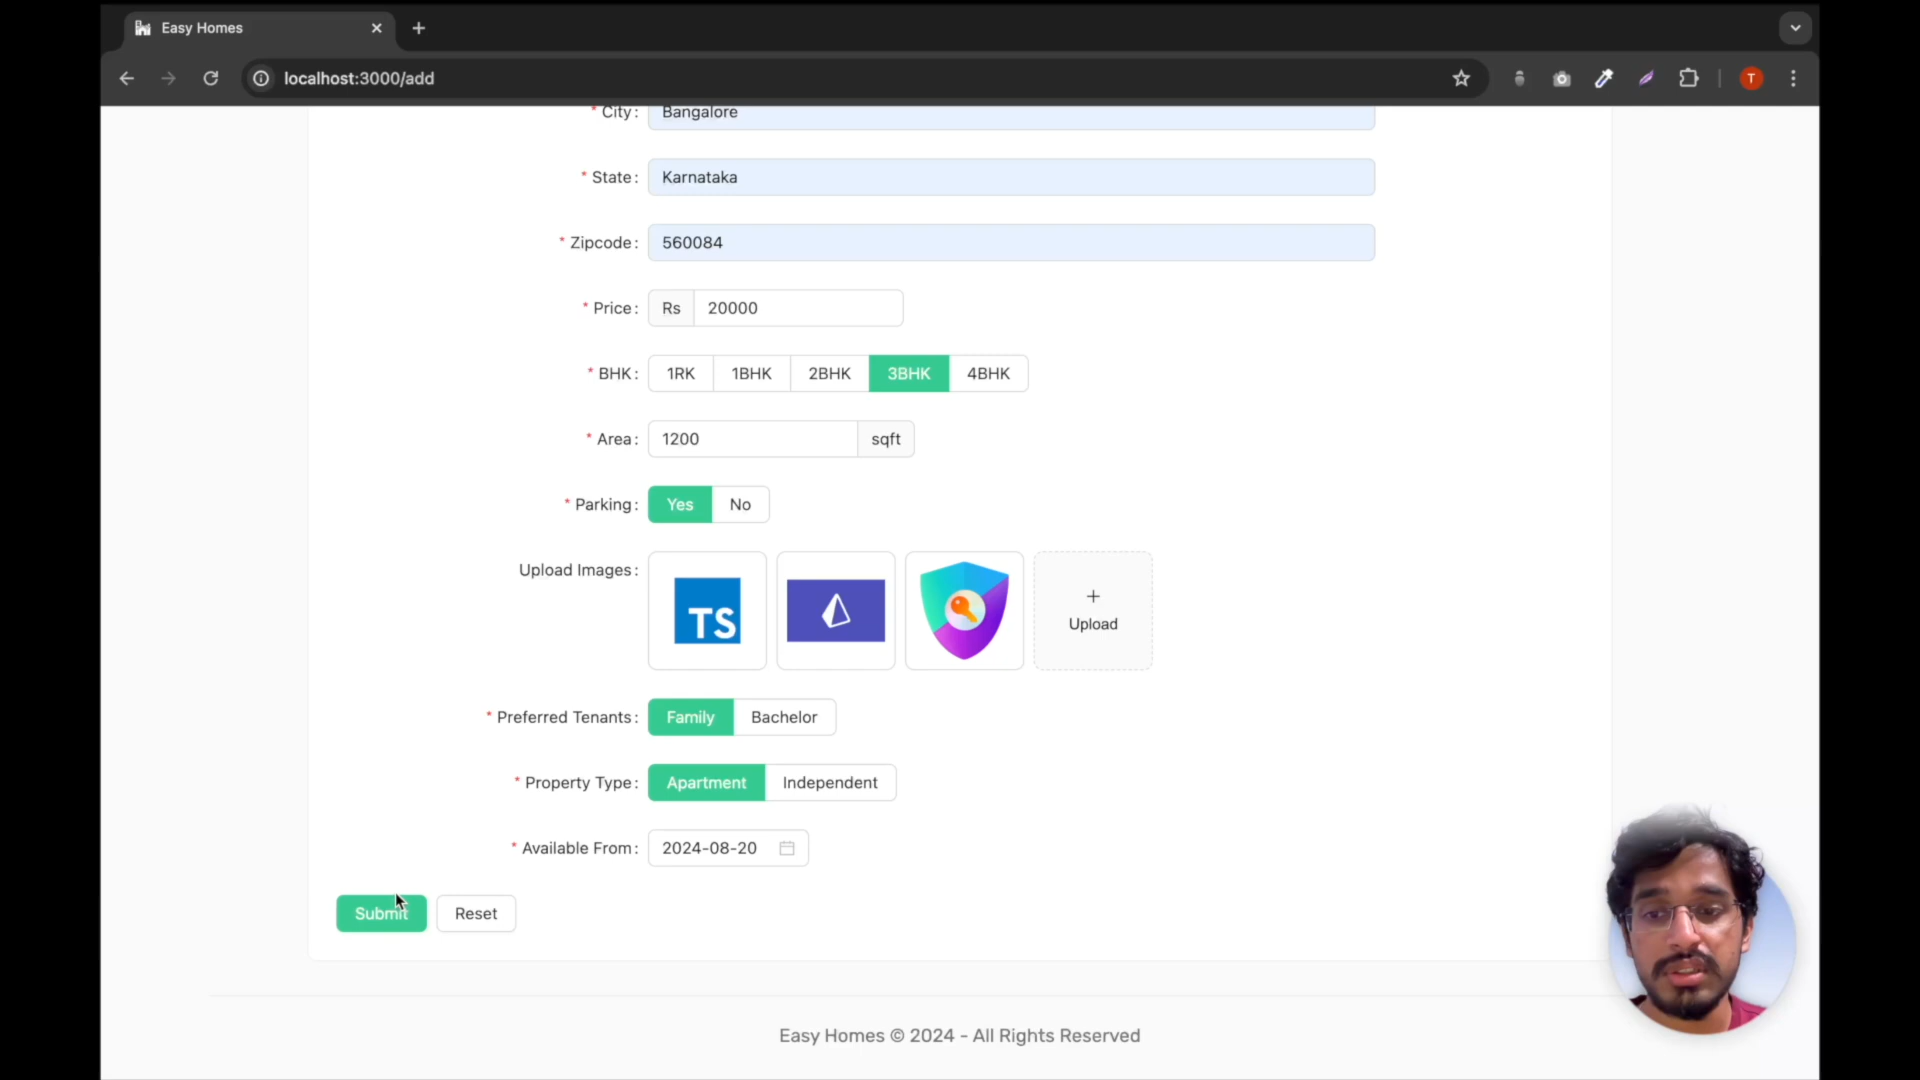 Easy Homes
localhost:3000/add
T
* City: Bangalore
* State: Karnataka
* Zipcode: 560084
* Price: Rs 20000
* BHK: 1RK 1BHK 2BHK 3BHK 4BHK
* Area: 1200 sqft
* Parking: Yes No
Upload Images: TS + Upload
* Preferred Tenants: Family Bachelor
* Property Type: Apartment Independent
* Available From: 2024-08-20
Submit Reset
Easy Homes © 2024 - All Rights Reserved